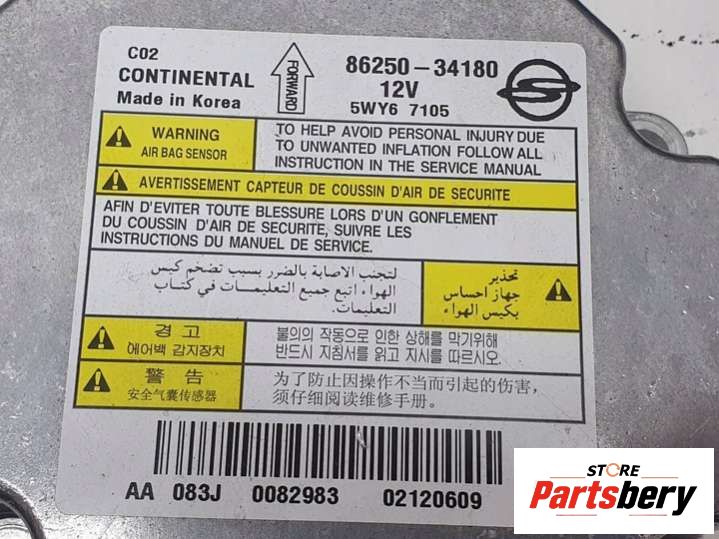 C02
CONTINENTAL
Made in Korea
FORWARD
86250-34180
12V
5WY6 7105
WARNING
AIR BAG SENSOR
TO HELP AVOID PERSONAL INJURY DUE
TO UNWANTED INFLATION FOLLOW ALL
INSTRUCTION IN THE SERVICE MANUAL
AVERTISSEMENT CAPTEUR DE COUSSIN D'AIR DE SECURITE
AFIN D'EVITER TOUTE BLESSURE LORS D'UN GONFLEMENT
DU COUSSIN D'AIR DE SECURITE, SUIVRE LES
INSTRUCTIONS DU MANUEL DE SERVICE.
تحذير
جهاز احساس
بكيس الهواء
لتجنب الاصابة بالضرر بسبب تضخم كيس
الهواء اتبع جميع التعليمات في كتاب
التعليمات.
경 고
에어백 감지장치
불의의 작동으로 인한 상해를 막기위해
반드시 지침서를 읽고 지시를 따르시오.
警 告
安全气囊传感器
为了防止因操作不当而引起的伤害,
须仔细阅读维修手册。
AA 083J 0082983 02120609
STORE
Partsbery